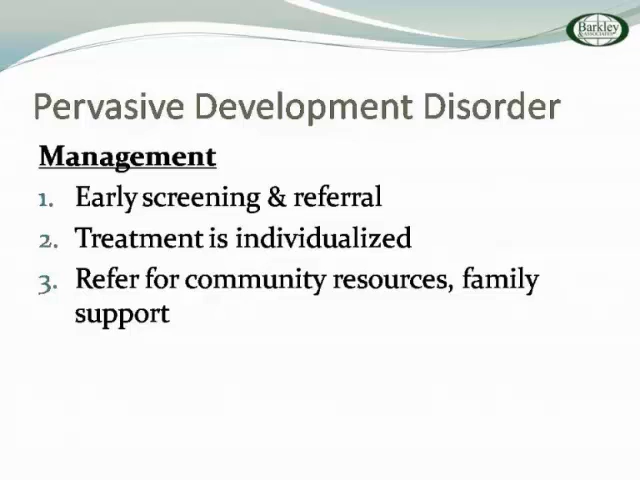 Barkley
& ASSOCIATES
Pervasive Development Disorder
Management
1. Early screening & referral
2. Treatment is individualized
3. Refer for community resources, family
support